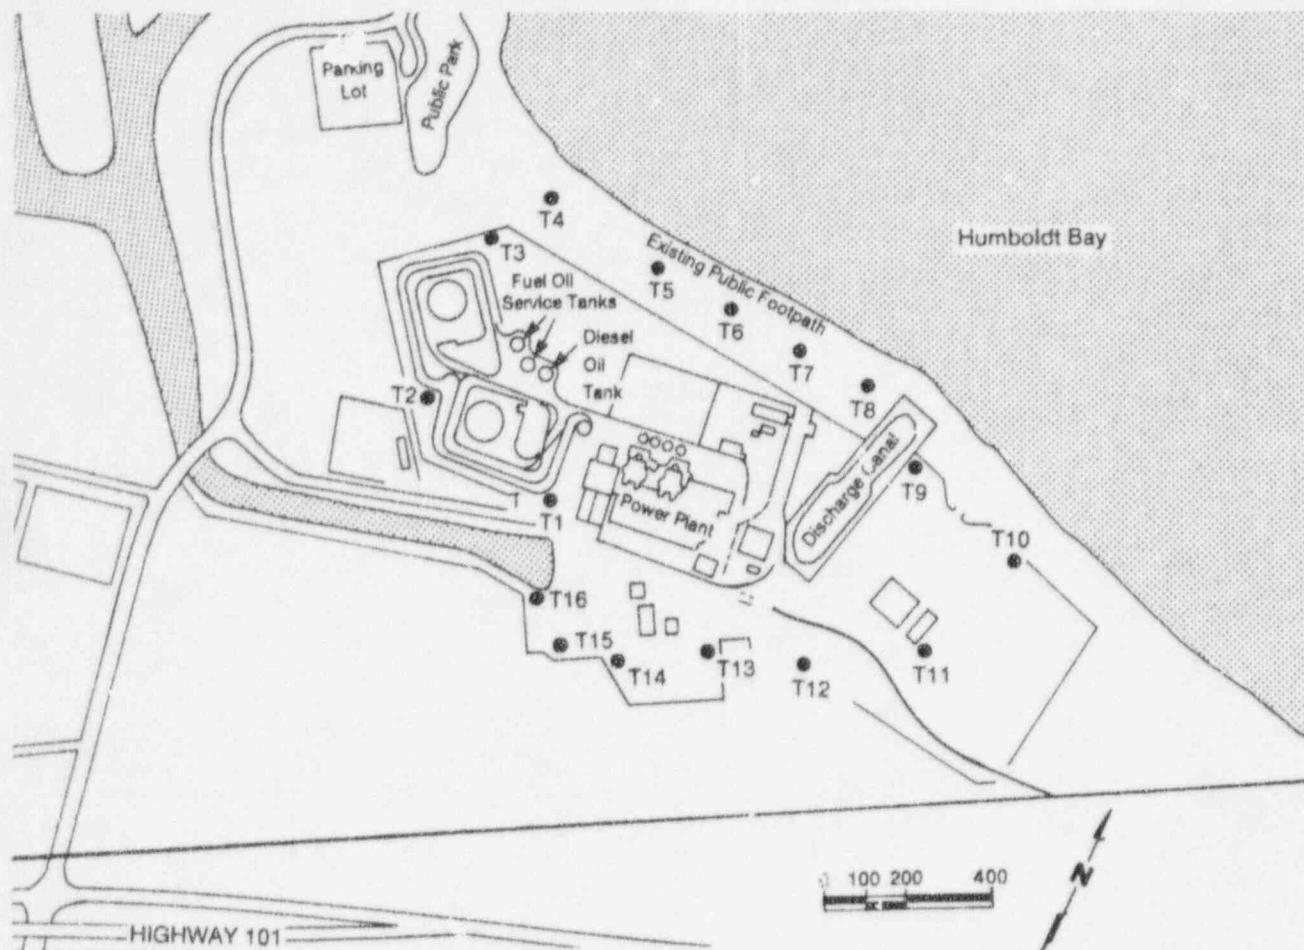 Parking
Lot
Public Park
Humboldt Bay
T4
T3
Existing Public Footpath
T5
Fuel Oil
Service Tanks
T6
Diesel
Oil
Tank
T7
T2
T8
Discharge Canal
T9
Power Plant
T1
T10
T16
T15
T14
T13
T12
T11
0 100 200 400
N
HIGHWAY 101